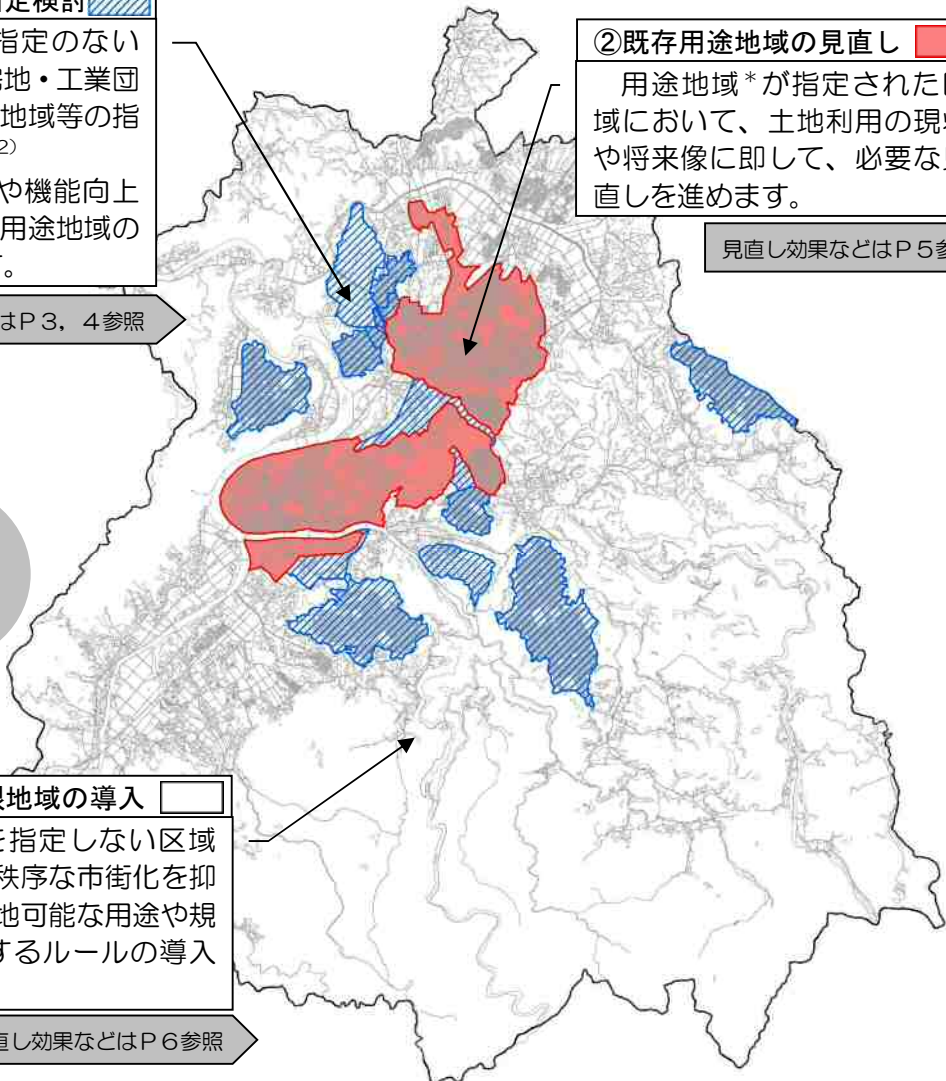 定検討
指定のない
地・工業団
地域等の指
2)
や機能向上
用途地域の
。
はP3，4参照
②既存用途地域の見直し
用途地域*が指定された
域において、土地利用の現
や将来像に即して、必要な
直しを進めます。
見直し効果などはP5参
地域の導入
を指定しない区域
秩序な市街化を抑
地可能な用途や規
するルールの導入
直し効果などはP6参照